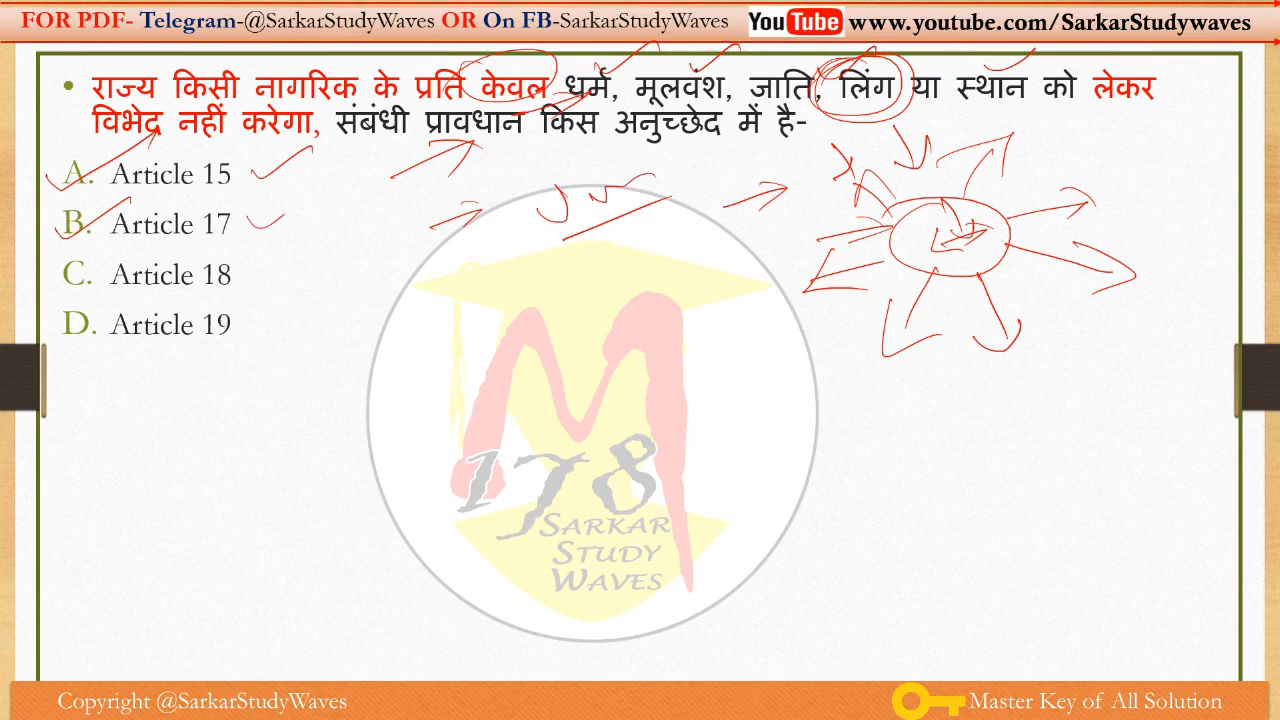 FOR PDF- Telegram-@SarkarStudyWaves OR On FB-SarkarStudyWaves YouTube www.youtube.com/SarkarStudywaves
• राज्य किसी नागरिक के प्रति केवल धर्म, मूलवंश, जाति, लिंग या स्थान को लेकर
विभेद नहीं करेगा, संबंधी प्रावधान किस अनुच्छेद में है-
A. Article 15
B. Article 17
C. Article 18
D. Article 19
178
SARKAR
STUDY
WAVES
Copyright @SarkarStudyWaves Master Key of All Solution